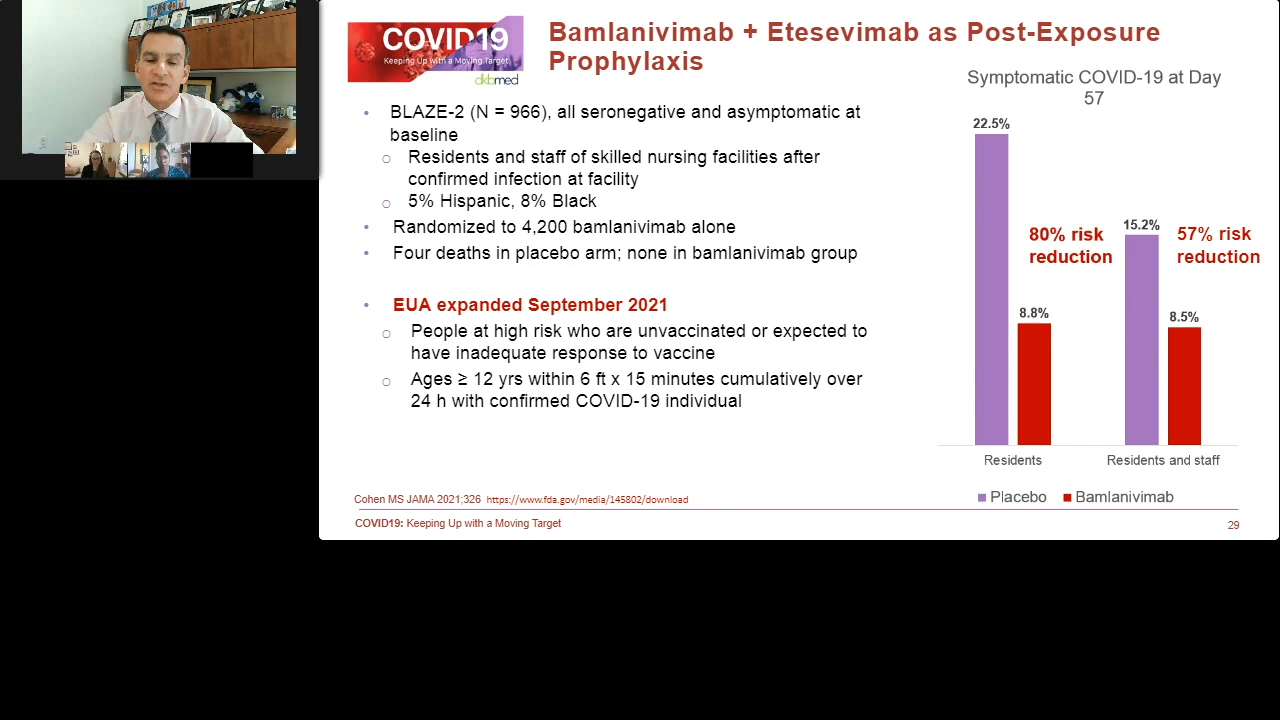 COVID19
Keeping Up with a Moving Target
dkbmed
Bamlanivimab + Etesevimab as Post-Exposure
Prophylaxis
• BLAZE-2 (N = 966), all seronegative and asymptomatic at
baseline
o Residents and staff of skilled nursing facilities after
confirmed infection at facility
o 5% Hispanic, 8% Black
• Randomized to 4,200 bamlanivimab alone
• Four deaths in placebo arm; none in bamlanivimab group
• EUA expanded September 2021
o People at high risk who are unvaccinated or expected to
have inadequate response to vaccine
o Ages ≥ 12 yrs within 6 ft x 15 minutes cumulatively over
24 h with confirmed COVID-19 individual
Symptomatic COVID-19 at Day
57
22.5%
80% risk
reduction
8.8%
15.2%
57% risk
reduction
8.5%
Residents
Residents and staff
Placebo
Bamlanivimab
Cohen MS JAMA 2021;326 https://www.fda.gov/media/145802/download
COVID19: Keeping Up with a Moving Target
29